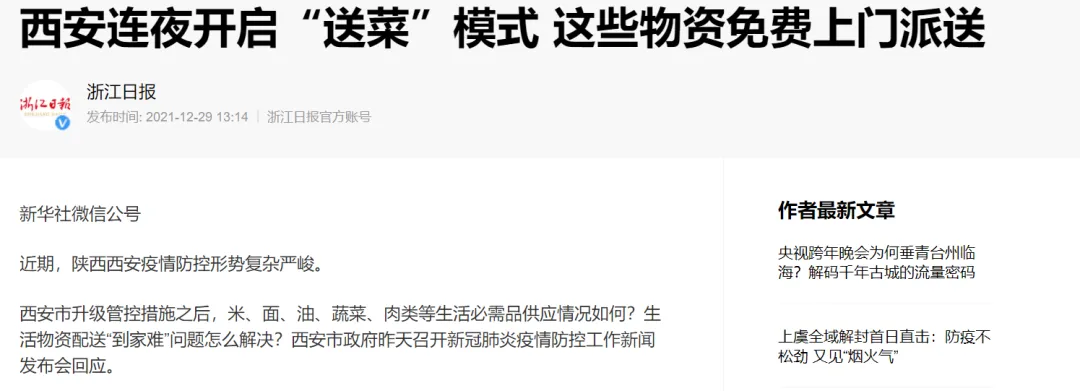 西安连夜开启“送菜”模式 这些物资免费上门派送
浙江日报
浙江日报
发布时间: 2021-12-29 13:14
浙江日报官方账号
新华社微信公号
近期，陕西西安疫情防控形势复杂严峻。
西安市升级管控措施之后，米、面、油、蔬菜、肉类等生活必需品供应情况如何？生
活物资配送“到家难”问题怎么解决？西安市政府昨天召开新冠肺炎疫情防控工作新闻
发布会回应。
作者最新文章
央视跨年晚会为何垂青台州临
海？解码千年古城的流量密码
上虞全域解封首日直击：防疫不
松劲 又见“烟火气”